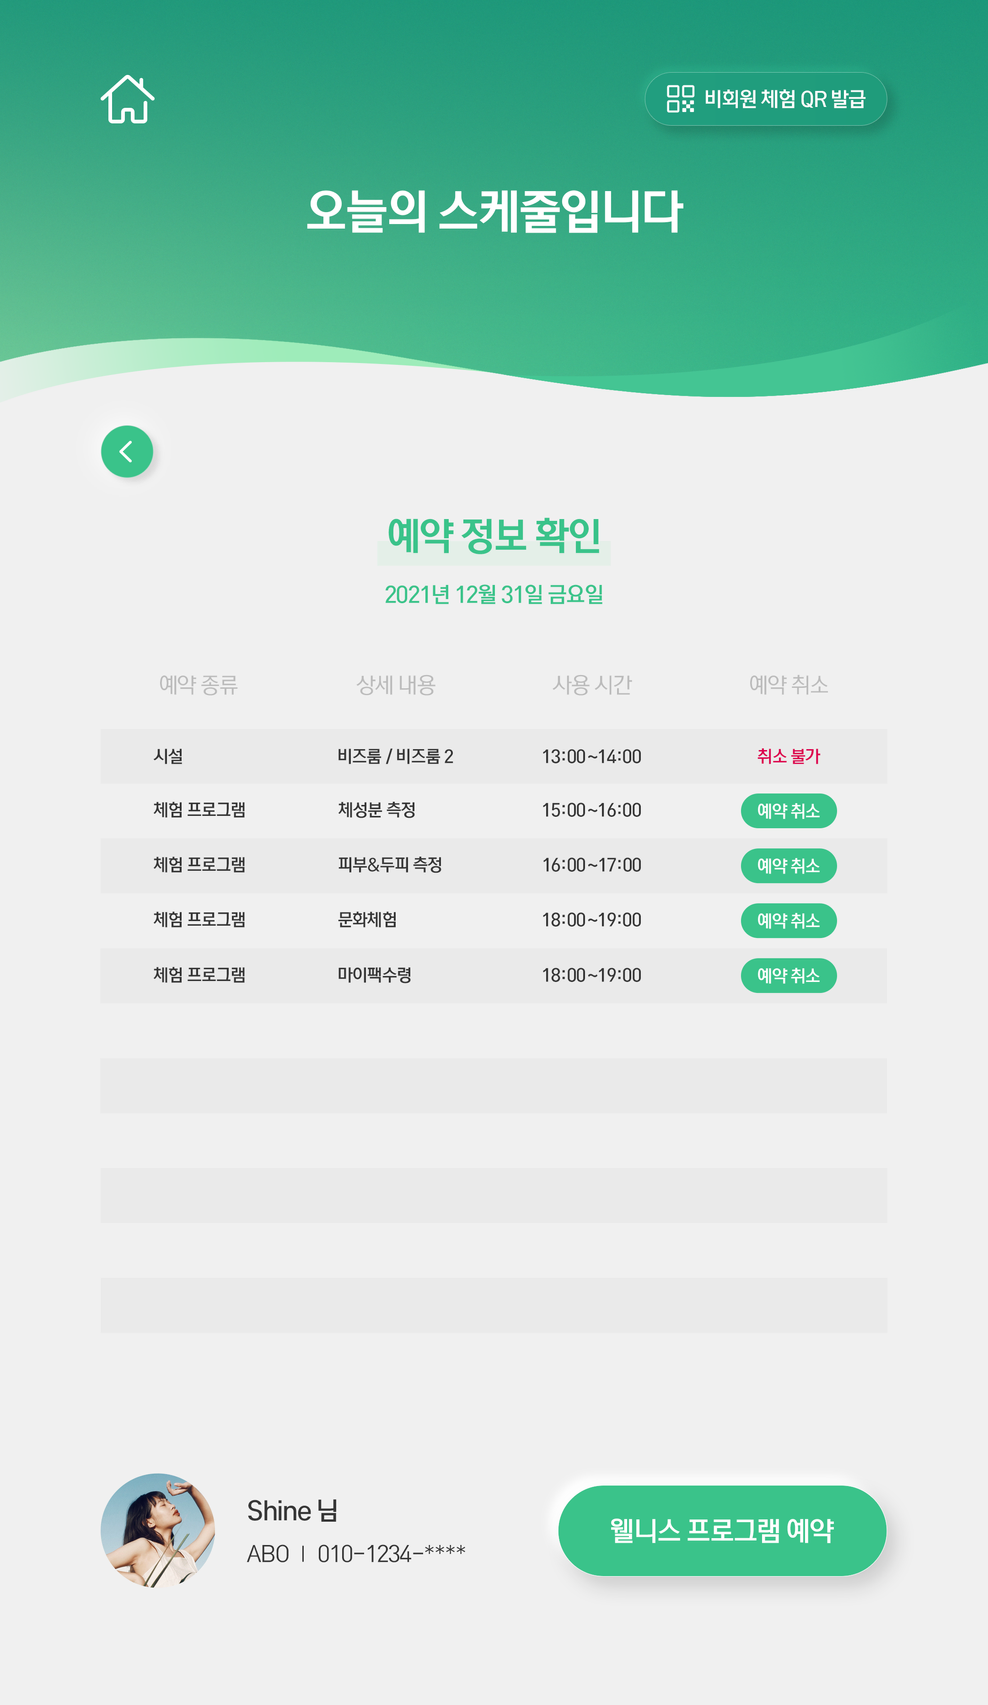 비회원 체험 QR 발급
오늘의 스케줄입니다
예약 정보 확인
2021년 12월 31일 금요일
예약 종류 상세 내용 사용 시간 예약 취소
시설 비즈룸 / 비즈룸 2 13:00~14:00 취소 불가
체험 프로그램 체성분 측정 15:00~16:00 예약 취소
체험 프로그램 피부&두피 측정 16:00~17:00 예약 취소
체험 프로그램 문화체험 18:00~19:00 예약 취소
체험 프로그램 마이팩수령 18:00~19:00 예약 취소
Shine 님
ABO | 010-1234-****
웰니스 프로그램 예약